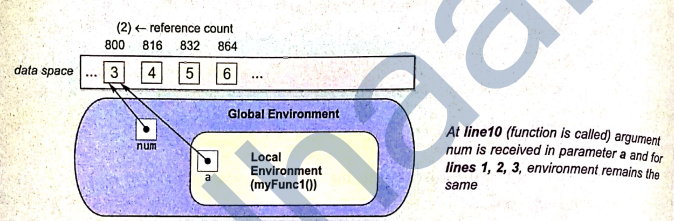 (2) ← reference count
800 816 832 864
data space ... 3 4 5 6 ...
Global Environment
num
Local
Environment
(myFunc1())
a
At line10 (function is called) argument
num is received in parameter a and for
lines 1, 2, 3, environment remains the
same